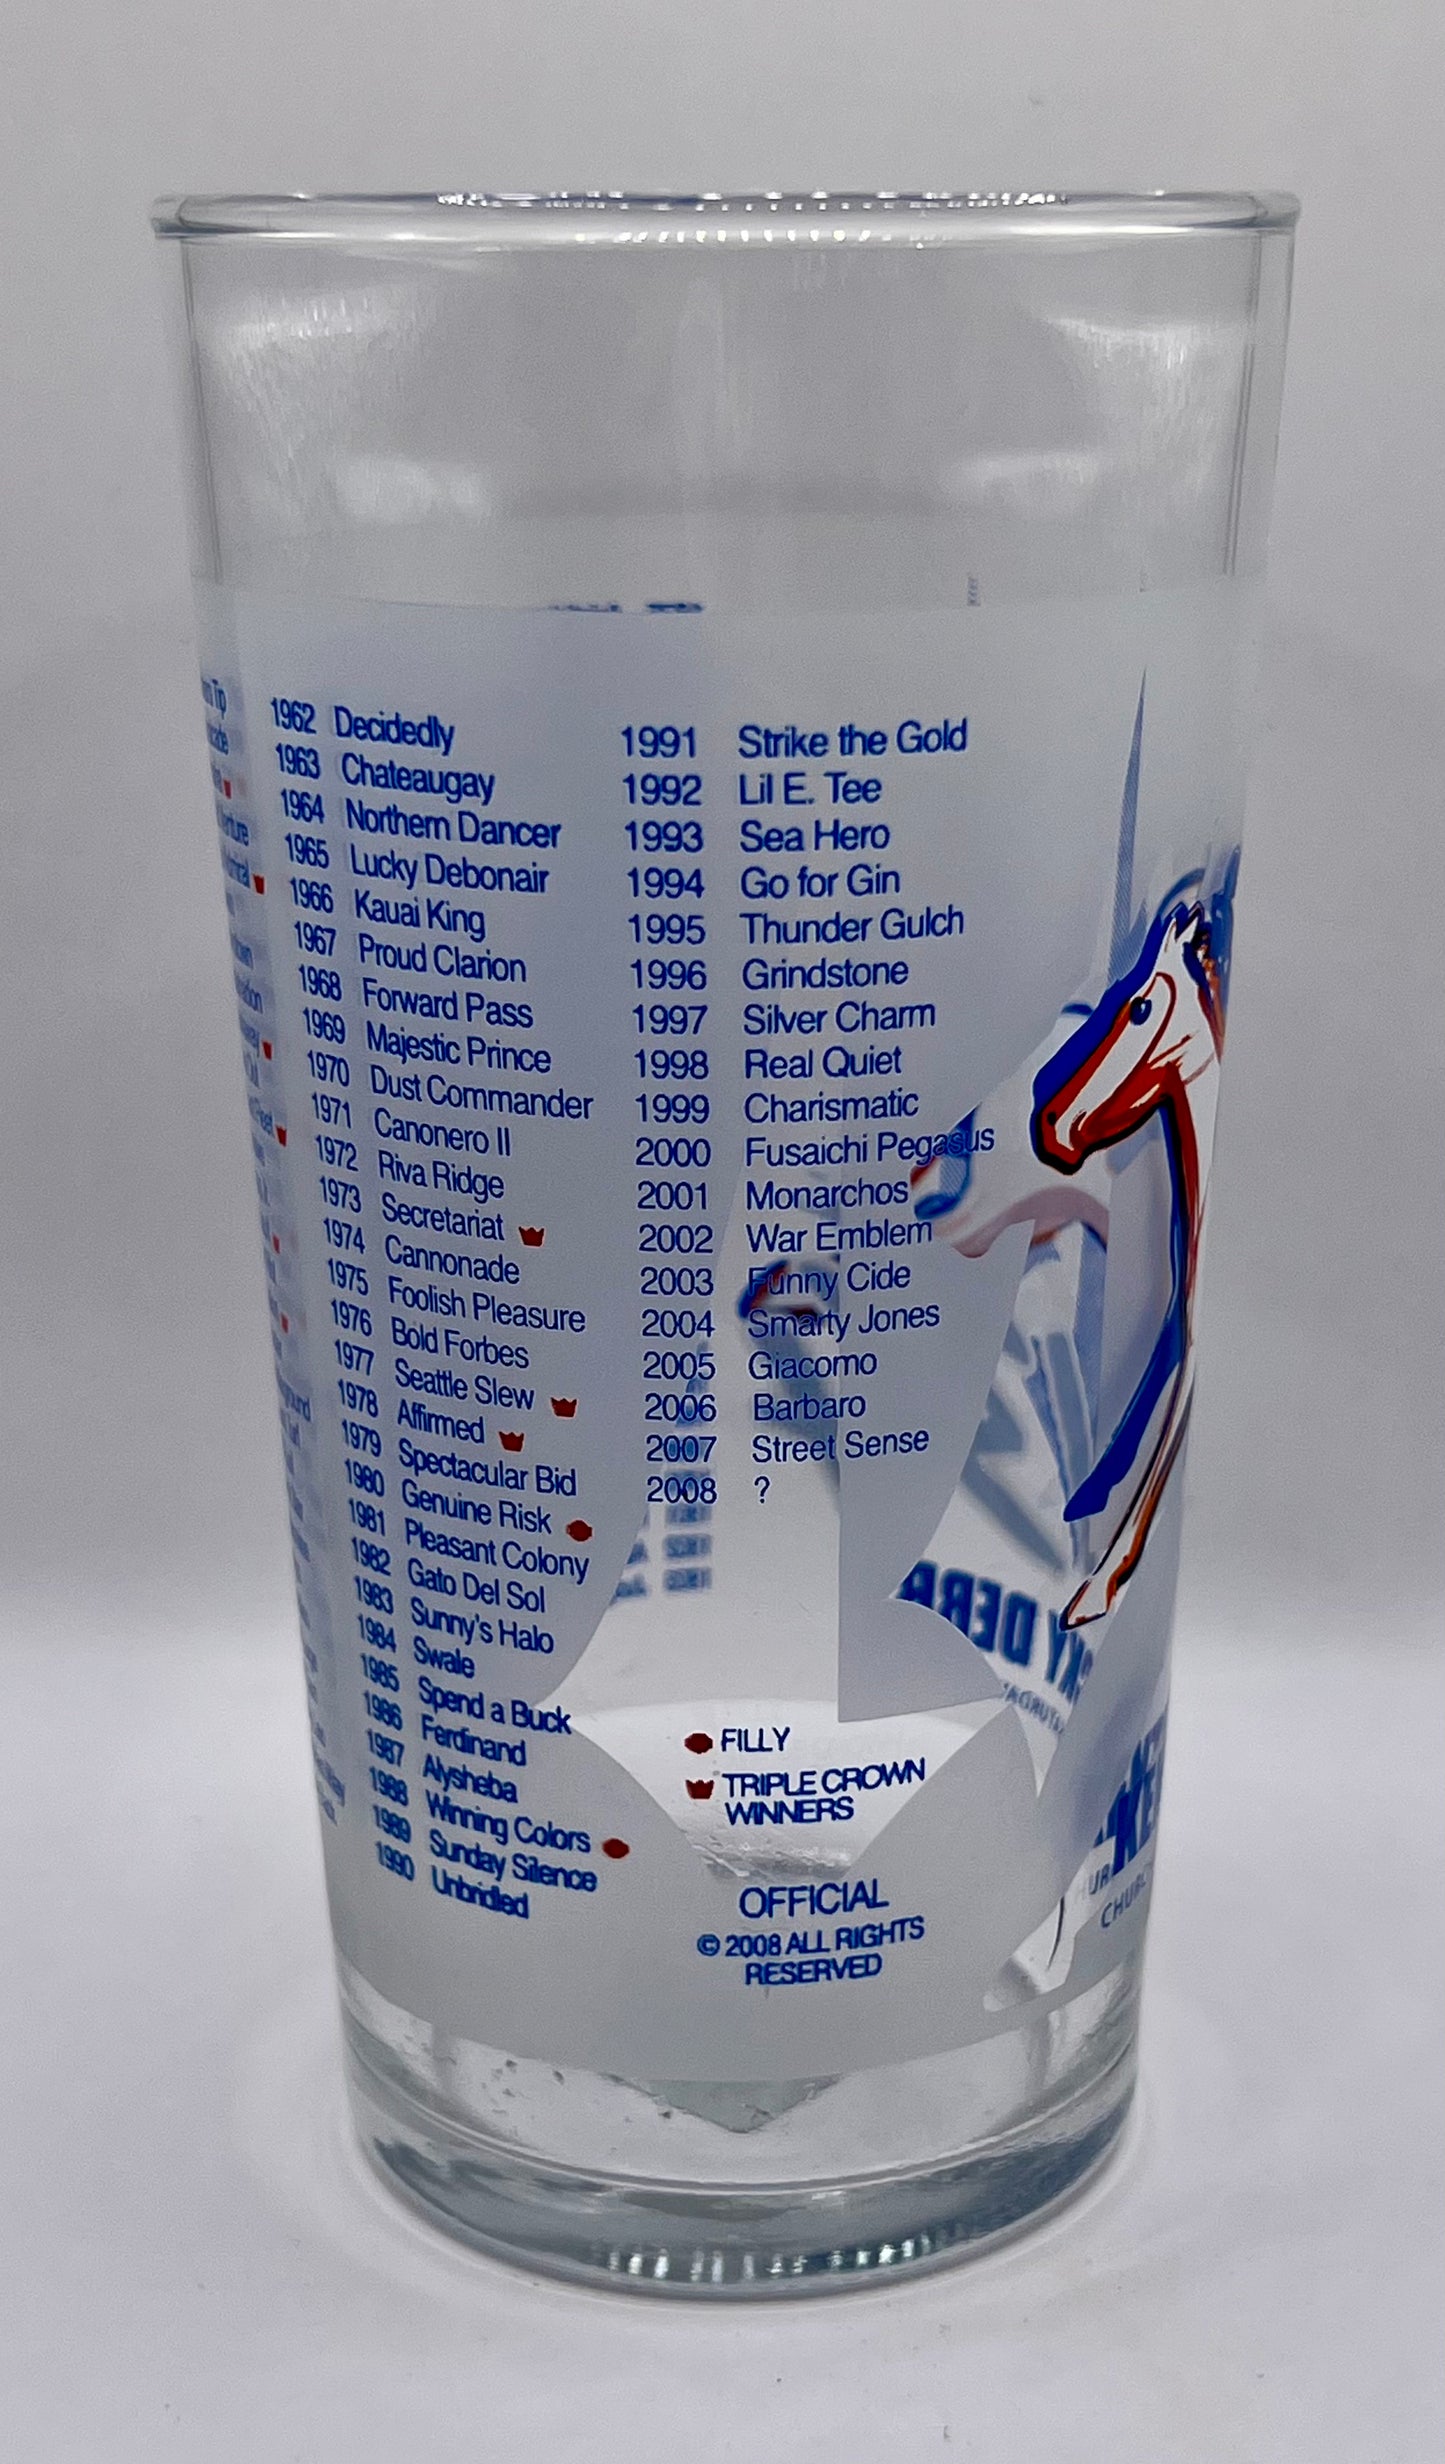 1962 Decidedly
1963 Chateaugay
1964 Northern Dancer
1965 Lucky Debonair
1966 Kauai King
1967 Proud Clarion
1968 Forward Pass
1969 Majestic Prince
1970 Dust Commander
1971 Canonero II
1972 Riva Ridge
1973 Secretariat
1974 Cannonade
1975 Foolish Pleasure
1976 Bold Forbes
1977 Seattle Slew
1978 Affirmed
1979 Spectacular Bid
1980 Genuine Risk
1981 Pleasant Colony
1982 Gato Del Sol
1983 Sunny's Halo
1984 Swale
1985 Spend a Buck
1986 Ferdinand
1987 Alysheba
1988 Winning Colors
1989 Sunday Silence
1990 Unbridled
1991 Strike the Gold
1992 Lil E. Tee
1993 Sea Hero
1994 Go for Gin
1995 Thunder Gulch
1996 Grindstone
1997 Silver Charm
1998 Real Quiet
1999 Charismatic
2000 Fusaichi Pegasus
2001 Monarchos
2002 War Emblem
2003 Funny Cide
2004 Smarty Jones
2005 Giacomo
2006 Barbaro
2007 Street Sense
2008 ?
FILLY
TRIPLE CROWN
WINNERS
OFFICIAL
© 2008 ALL RIGHTS
RESERVED